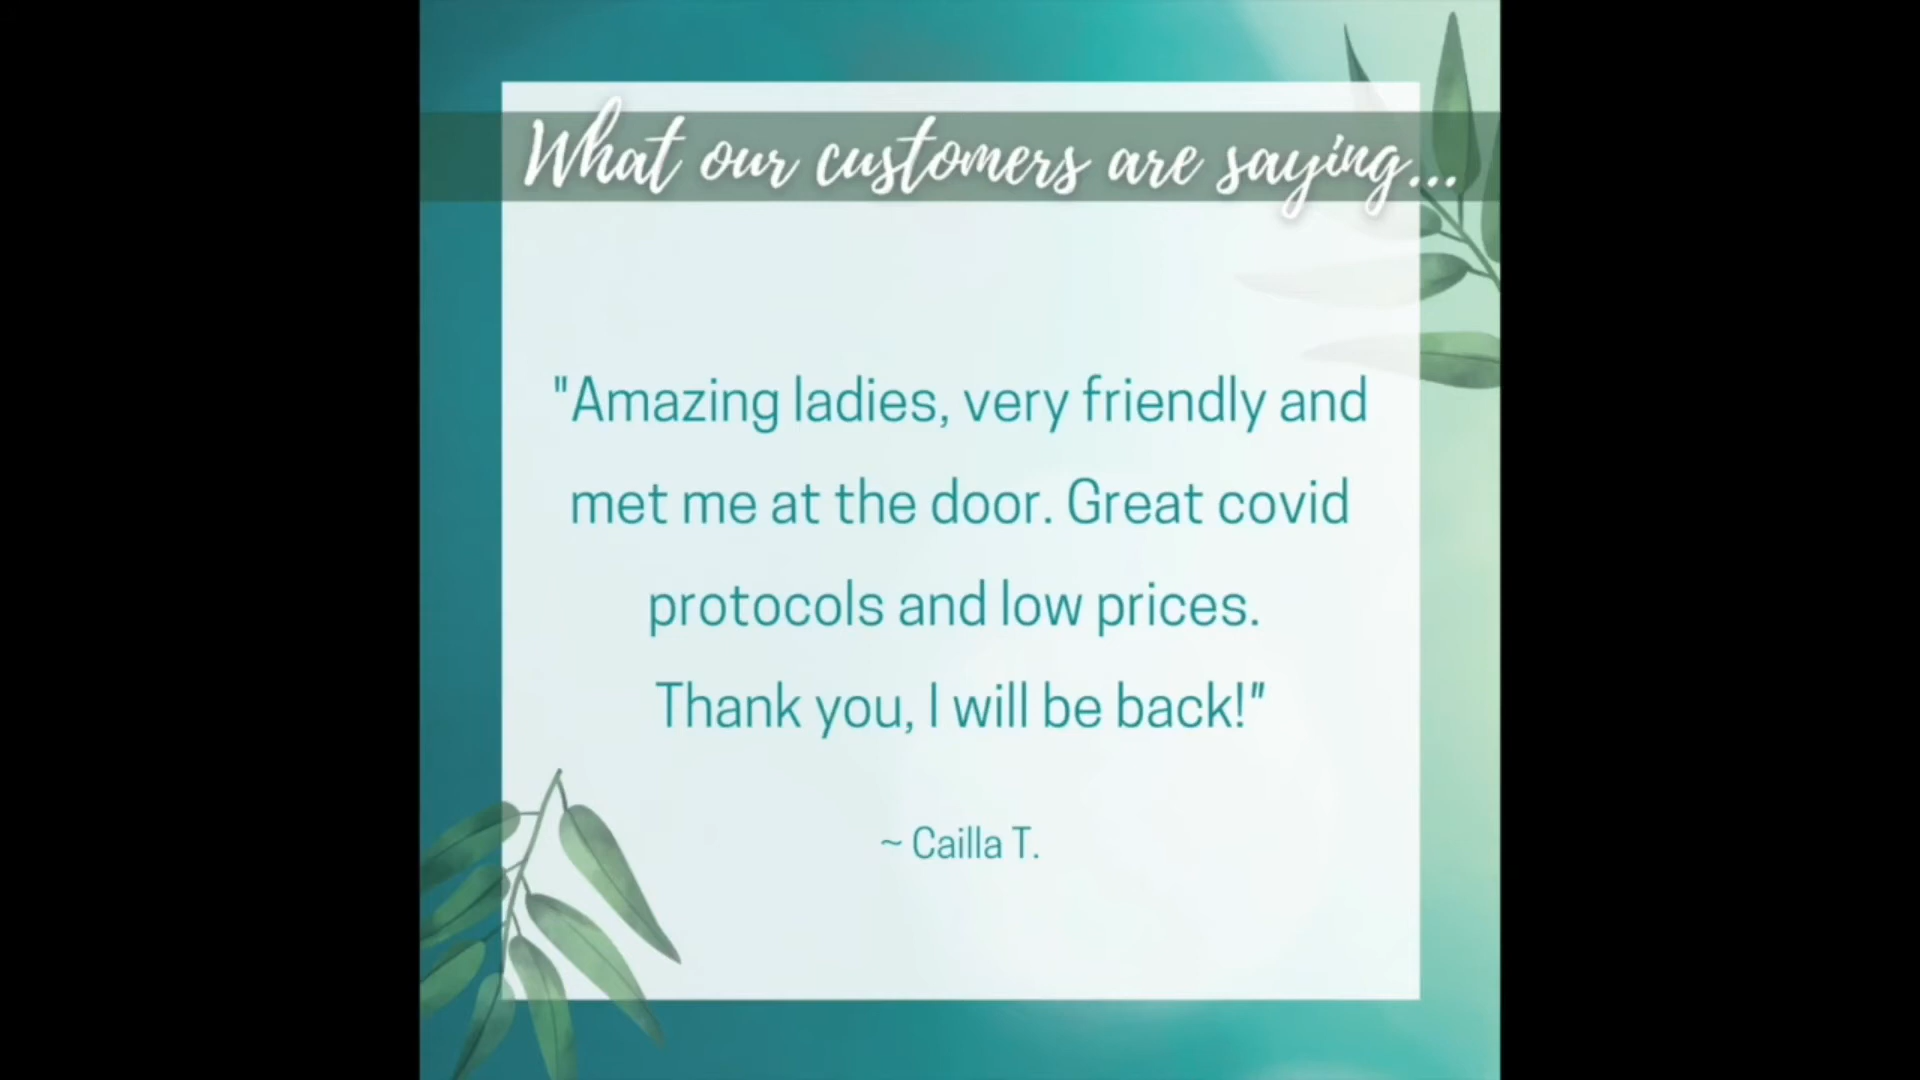 What our customers are saying...
"Amazing ladies, very friendly and
met me at the door. Great covid
protocols and low prices.
Thank you, I will be back!”
~ Cailla T.